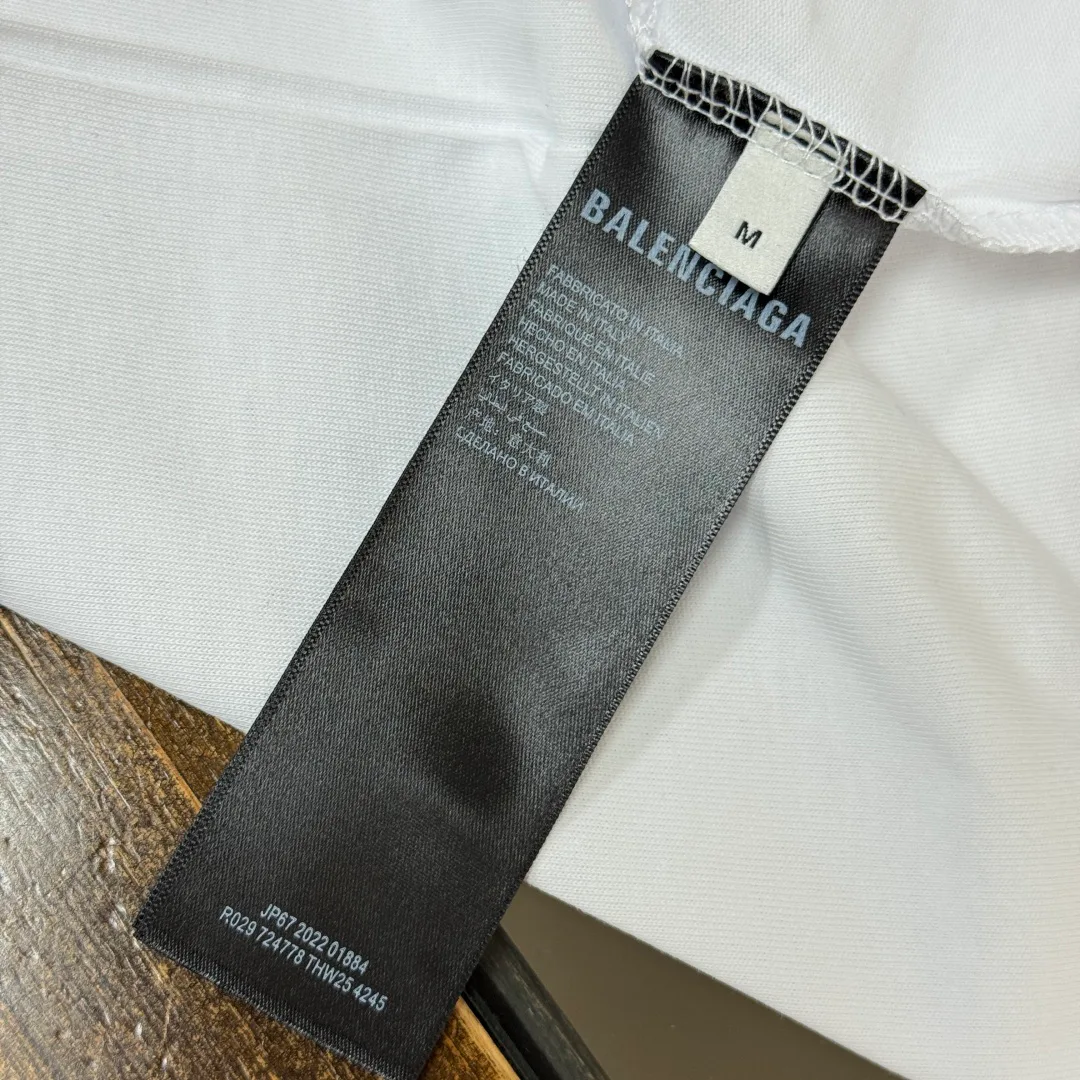 M
BALENCIAGA
FABBRICATO IN ITALIA
MADE IN ITALY
FABRIQUE EN ITALIE
HECHO EN ITALIA
HERGESTELLT IN ITALIEN
FABRICADO EM ITALIA
イタリア製
СДЕЛАНО В ИТАЛИИ
JP67 2022 01884
R029 724778 THW25 4245